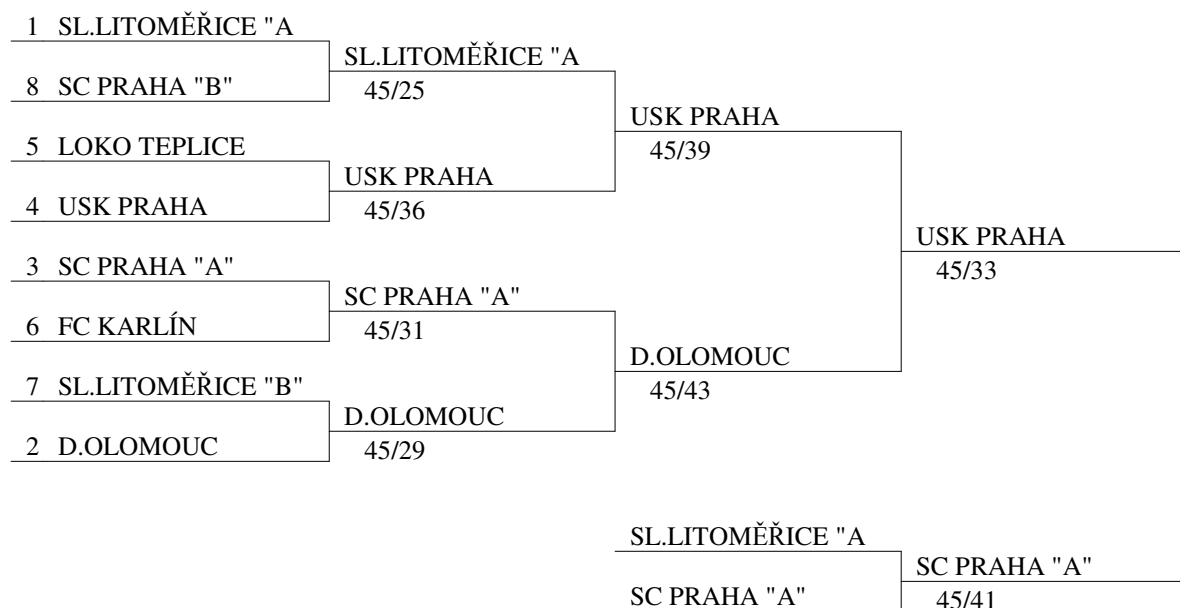 1 SL.LITOMĚŘICE "A
SL.LITOMĚŘICE "A
8 SC PRAHA "B"
45/25
USK PRAHA
5 LOKO TEPLICE
45/39
USK PRAHA
4 USK PRAHA
45/36
USK PRAHA
3 SC PRAHA "A"
45/33
SC PRAHA "A"
6 FC KARLÍN
45/31
D.OLOMOUC
7 SL.LITOMĚŘICE "B"
45/43
D.OLOMOUC
2 D.OLOMOUC
45/29
SL.LITOMĚŘICE "A
SC PRAHA "A"
SC PRAHA "A"
45/41